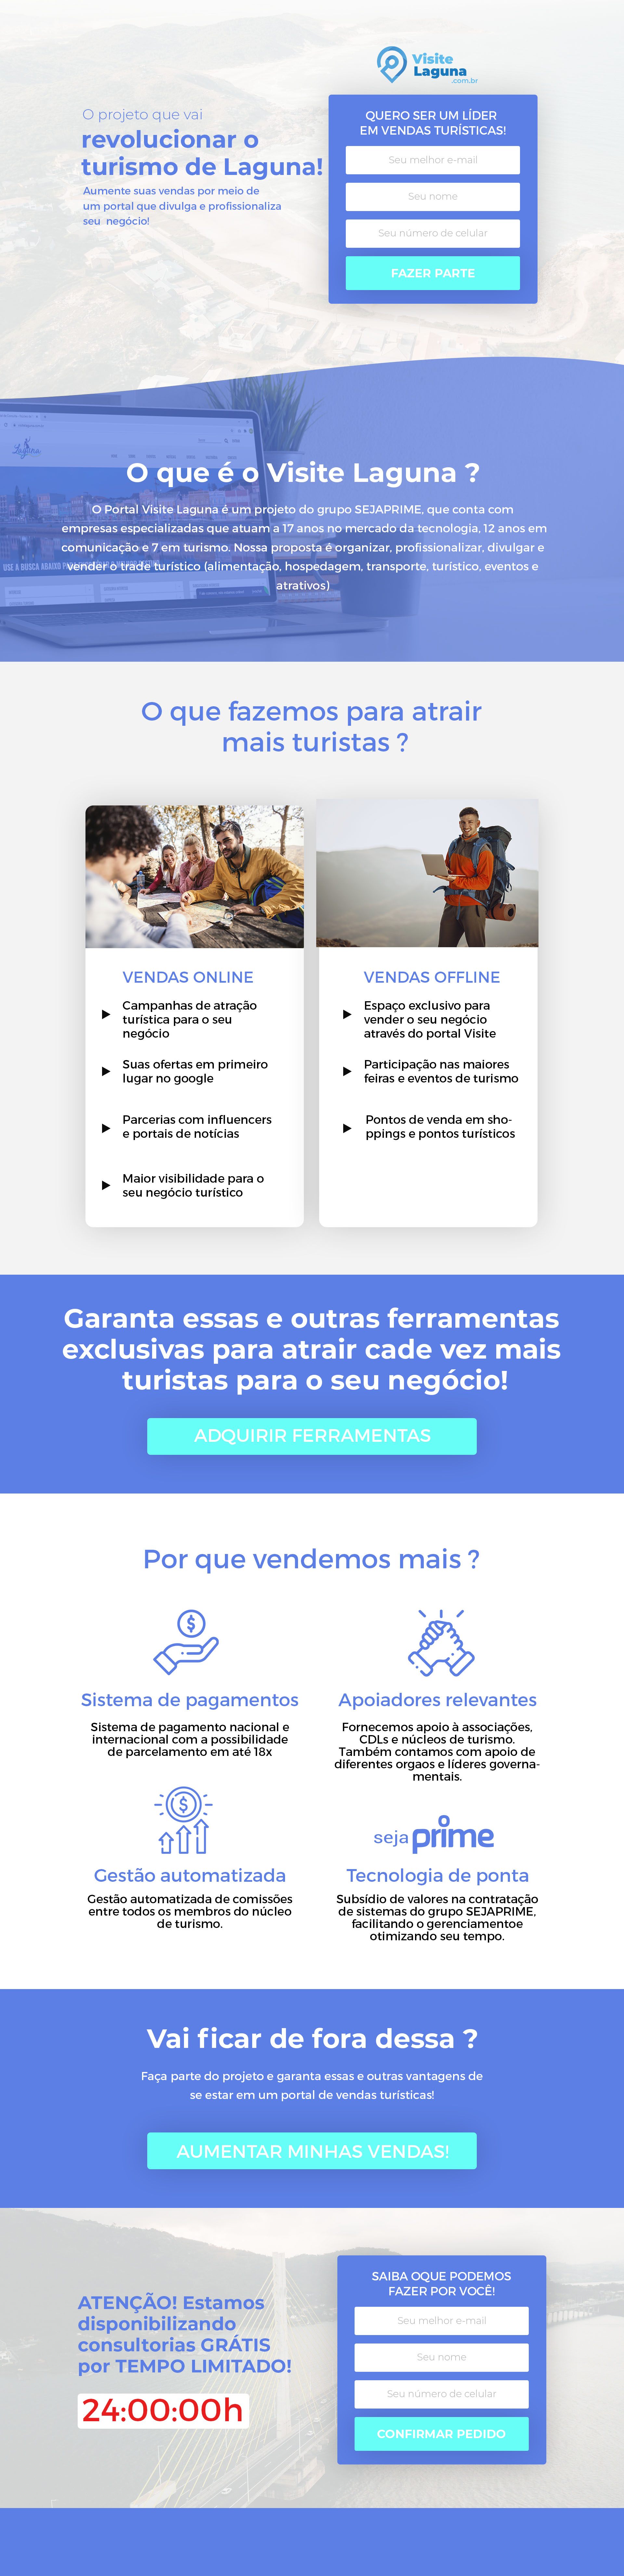 Visite
Laguna
.com.br
O projeto que vai
revolucionar o
turismo de Laguna!
Aumente suas vendas por meio de
um portal que divulga e profissionaliza
seu negócio!
QUERO SER UM LÍDER
EM VENDAS TURÍSTICAS!
Seu melhor e-mail
Seu nome
Seu número de celular
FAZER PARTE
Laguna
O que é o Visite Laguna ?
O Portal Visite Laguna é um projeto do grupo SEJAPRIME, que conta com
empresas especializadas que atuam a 17 anos no mercado da tecnologia, 12 anos em
comunicação e 7 em turismo. Nossa proposta é organizar, profissionalizar, divulgar e
vender o trade turístico (alimentação, hospedagem, transporte, turístico, eventos e
atrativos)
USE A BUSCA ABAIXO
O que fazemos para atrair
mais turistas ?
VENDAS ONLINE
Campanhas de atração
turística para o seu
negócio
Suas ofertas em primeiro
lugar no google
Parcerias com influencers
e portais de notícias
Maior visibilidade para o
seu negócio turístico
VENDAS OFFLINE
Espaço exclusivo para
vender o seu negócio
através do portal Visite
Participação nas maiores
feiras e eventos de turismo
Pontos de venda em sho-
ppings e pontos turísticos
Garanta essas e outras ferramentas
exclusivas para atrair cade vez mais
turistas para o seu negócio!
ADQUIRIR FERRAMENTAS
Por que vendemos mais ?
Sistema de pagamentos
Sistema de pagamento nacional e
internacional com a possibilidade
de parcelamento em até 18x
Apoiadores relevantes
Fornecemos apoio à associações,
CDLs e núcleos de turismo.
Também contamos com apoio de
diferentes orgaos e líderes governa-
mentais.
Gestão automatizada
Gestão automatizada de comissões
entre todos os membros do núcleo
de turismo.
seja prime
Tecnologia de ponta
Subsídio de valores na contratação
de sistemas do grupo SEJAPRIME,
facilitando o gerenciamentoe
otimizando seu tempo.
Vai ficar de fora dessa ?
Faça parte do projeto e garanta essas e outras vantagens de
se estar em um portal de vendas turísticas!
AUMENTAR MINHAS VENDAS!
ATENÇÃO! Estamos
disponibilizando
consultorias GRÁTIS
por TEMPO LIMITADO!
24:00:00h
SAIBA OQUE PODEMOS
FAZER POR VOCÊ!
Seu melhor e-mail
Seu nome
Seu número de celular
CONFIRMAR PEDIDO